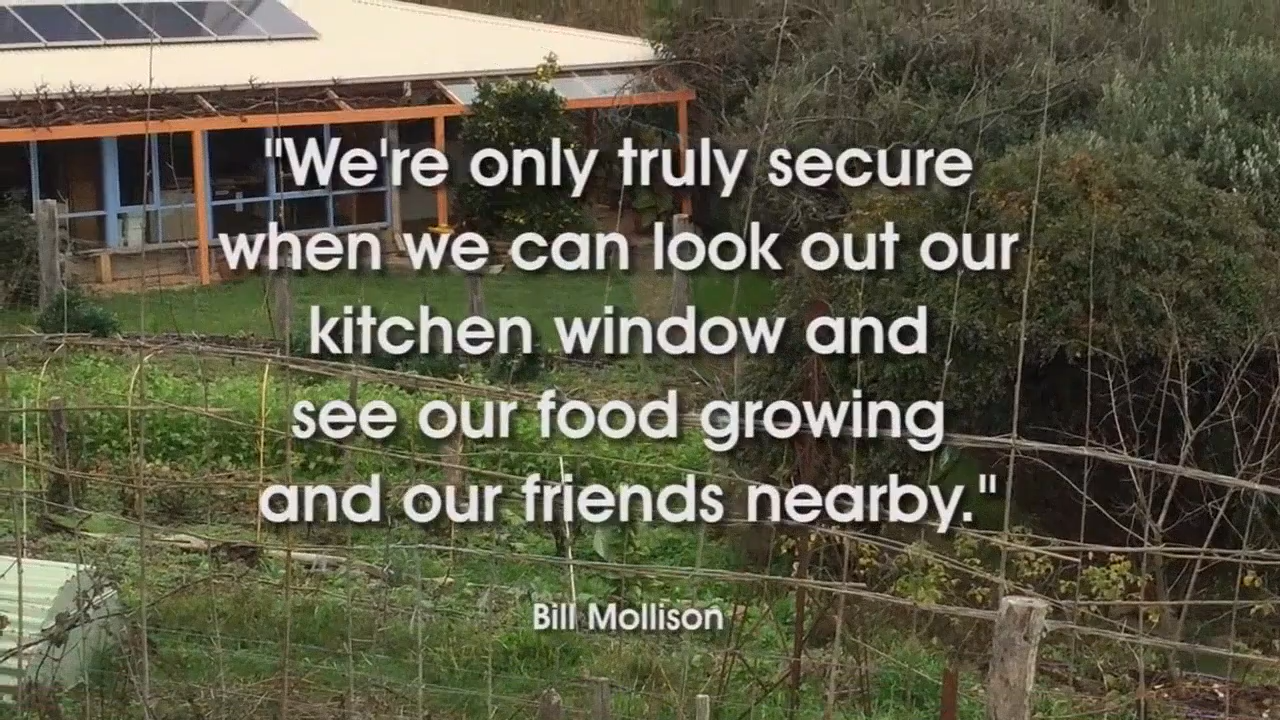 "We're only truly secure
when we can look out our
kitchen window and
see our food growing
and our friends nearby."
Bill Mollison